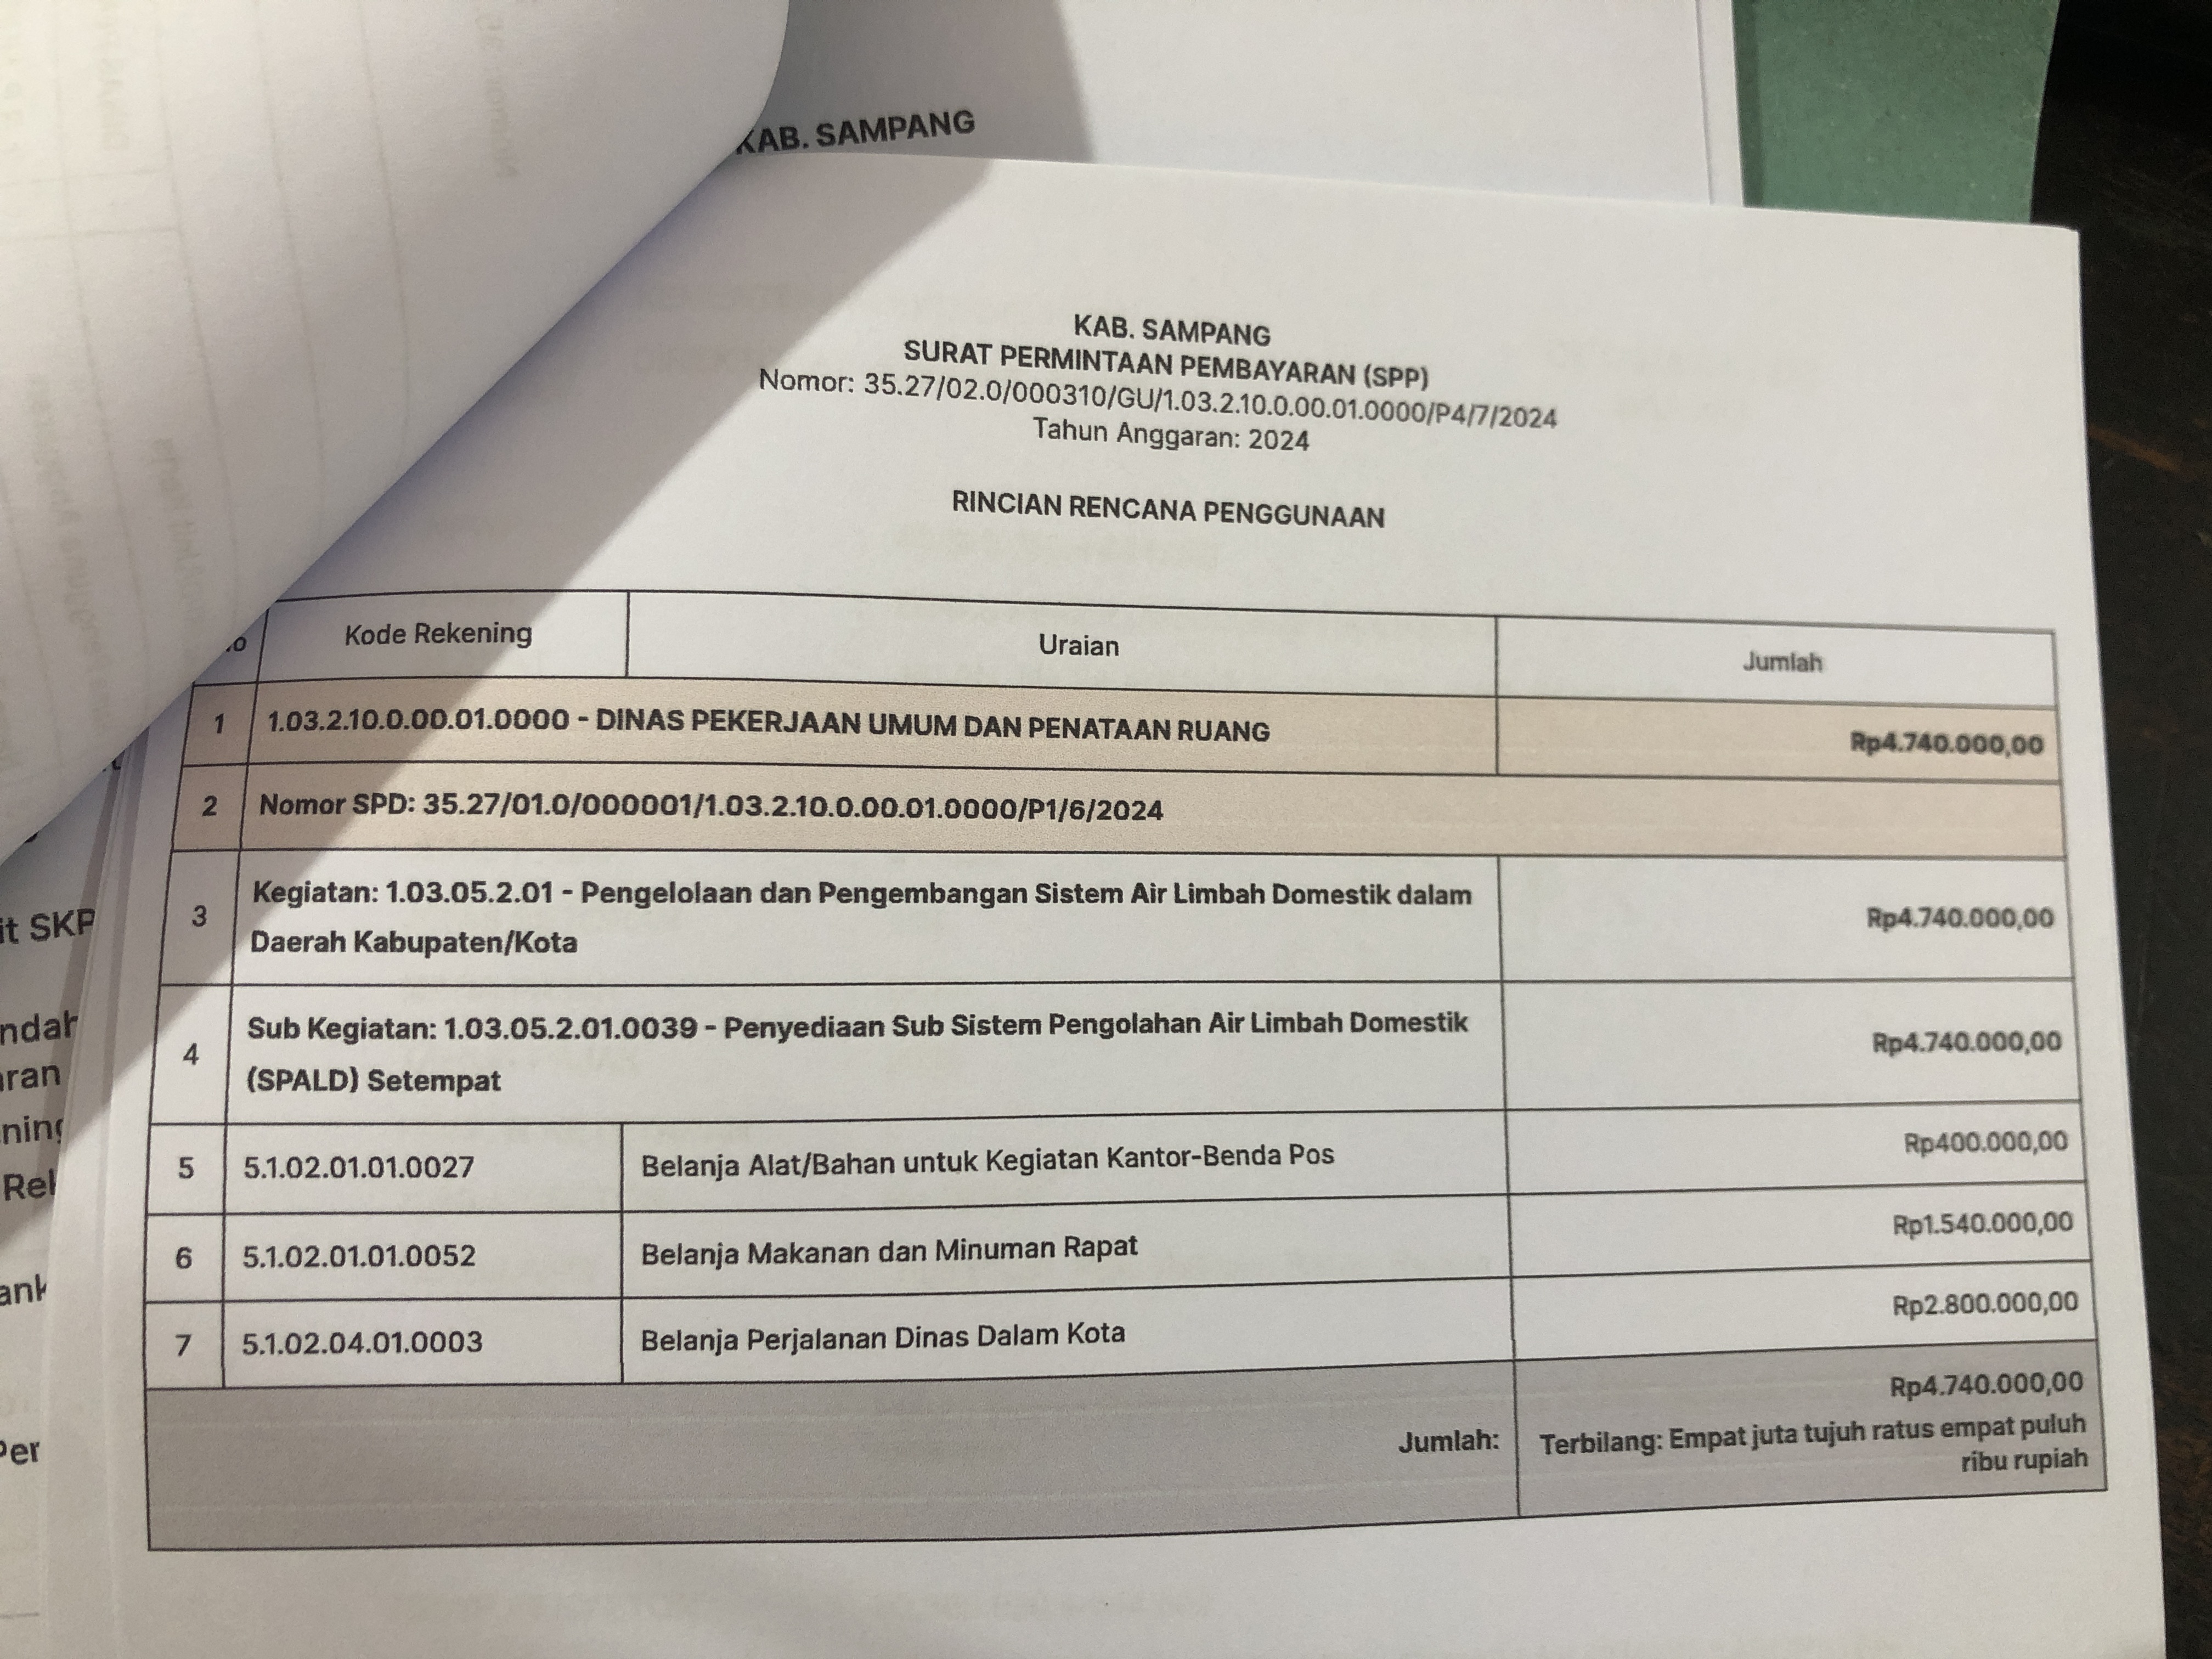 KAB. SAMPANG
KAB. SAMPANG
SURAT PERMINTAAN PEMBAYARAN (SPP)
Nomor: 35.27/02.0/000310/GU/1.03.2.10.0.00.01.0000/P4/7/2024
Tahun Anggaran: 2024
RINCIAN RENCANA PENGGUNAAN
Kode Rekening Uraian Jumlah
1 1.03.2.10.0.00.01.0000 - DINAS PEKERJAAN UMUM DAN PENATAAN RUANG Rp4.740.000,00
2 Nomor SPD: 35.27/01.0/000001/1.03.2.10.0.00.01.0000/P1/6/2024
3 Kegiatan: 1.03.05.2.01 - Pengelolaan dan Pengembangan Sistem Air Limbah Domestik dalam
Daerah Kabupaten/Kota Rp4.740.000,00
4 Sub Kegiatan: 1.03.05.2.01.0039 - Penyediaan Sub Sistem Pengolahan Air Limbah Domestik
(SPALD) Setempat Rp4.740.000,00
5 5.1.02.01.01.0027 Belanja Alat/Bahan untuk Kegiatan Kantor-Benda Pos Rp400.000,00
6 5.1.02.01.01.0052 Belanja Makanan dan Minuman Rapat Rp1.540.000,00
7 5.1.02.04.01.0003 Belanja Perjalanan Dinas Dalam Kota Rp2.800.000,00
Rp4.740.000,00
Jumlah: Terbilang: Empat juta tujuh ratus empat puluh
ribu rupiah